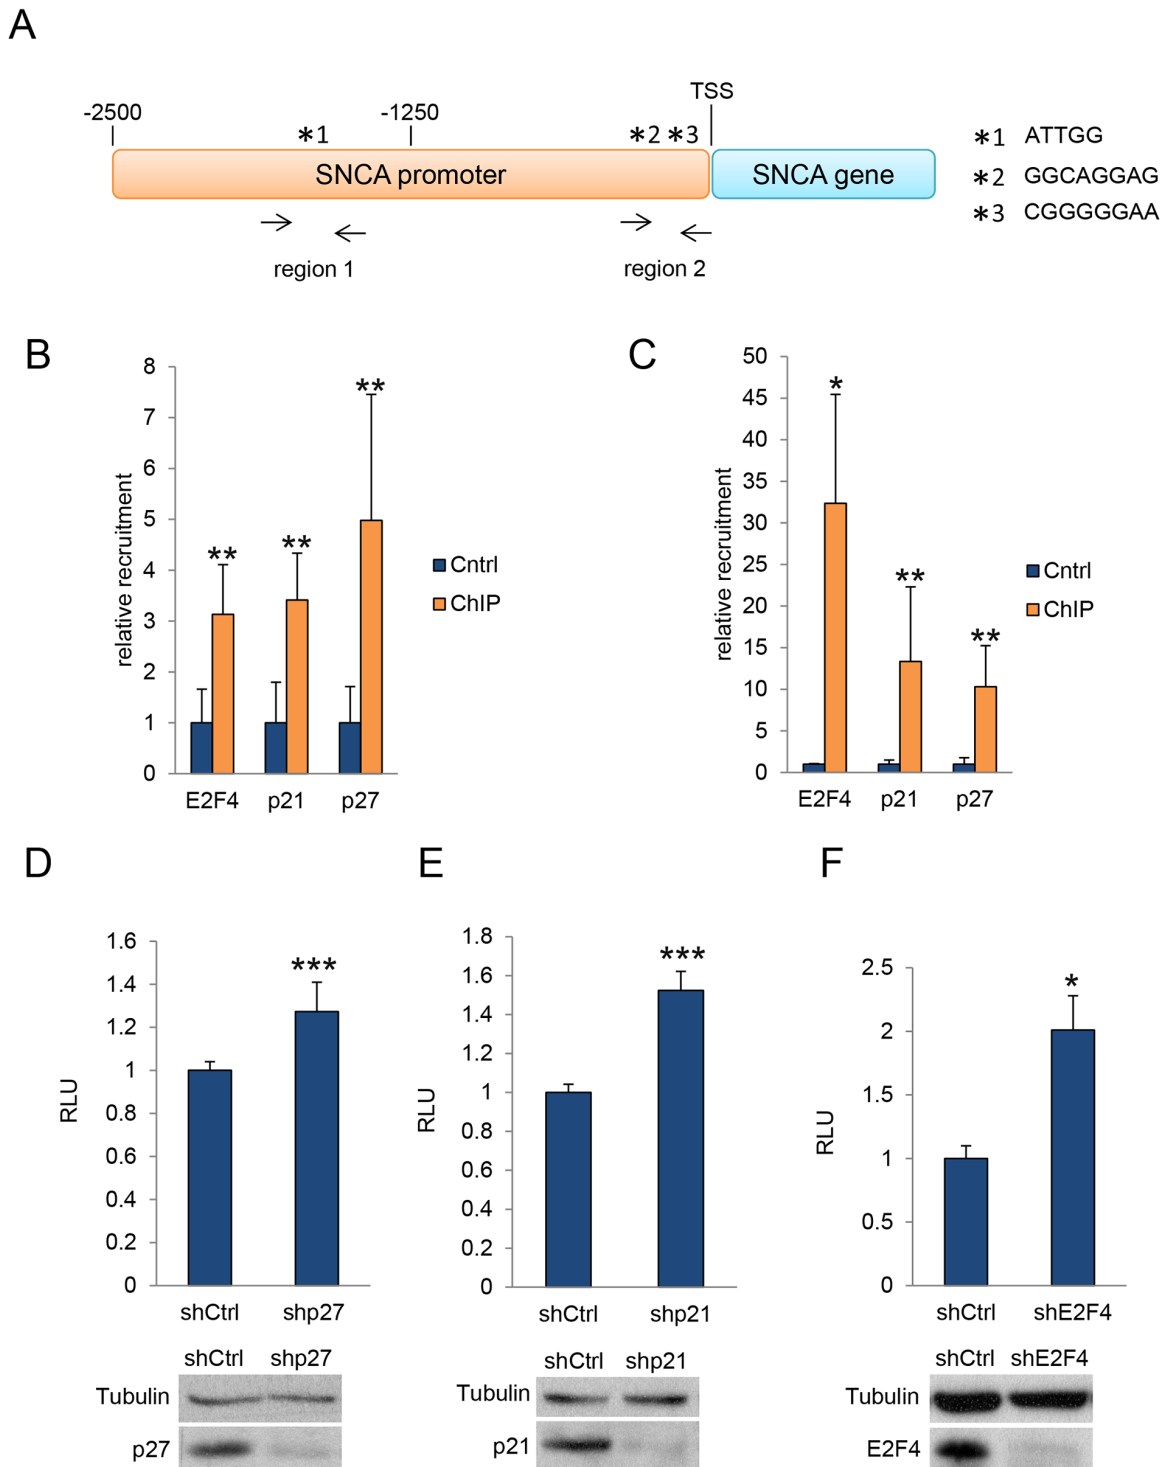 A
-2500 -1250 TSS
∗1 ∗2 ∗3
SNCA promoter SNCA gene
region 1 region 2
∗1 ATTGG
∗2 GGCAGGAG
∗3 CGGGGGAA
B
relative recruitment
8
7
6
5
4
3
2
1
0
** ** **
E2F4 p21 p27
Cntrl
ChIP
C
relative recruitment
50
45
40
35
30
25
20
15
10
5
0
* ** **
E2F4 p21 p27
Cntrl
ChIP
D
RLU
1.6
1.4
1.2
1
0.8
0.6
0.4
0.2
0
***
shCtrl shp27
shCtrl shp27
Tubulin
p27
E
RLU
1.8
1.6
1.4
1.2
1
0.8
0.6
0.4
0.2
0
***
shCtrl shp21
shCtrl shp21
Tubulin
p21
F
RLU
2.5
2
1.5
1
0.5
0
*
shCtrl shE2F4
shCtrl shE2F4
Tubulin
E2F4